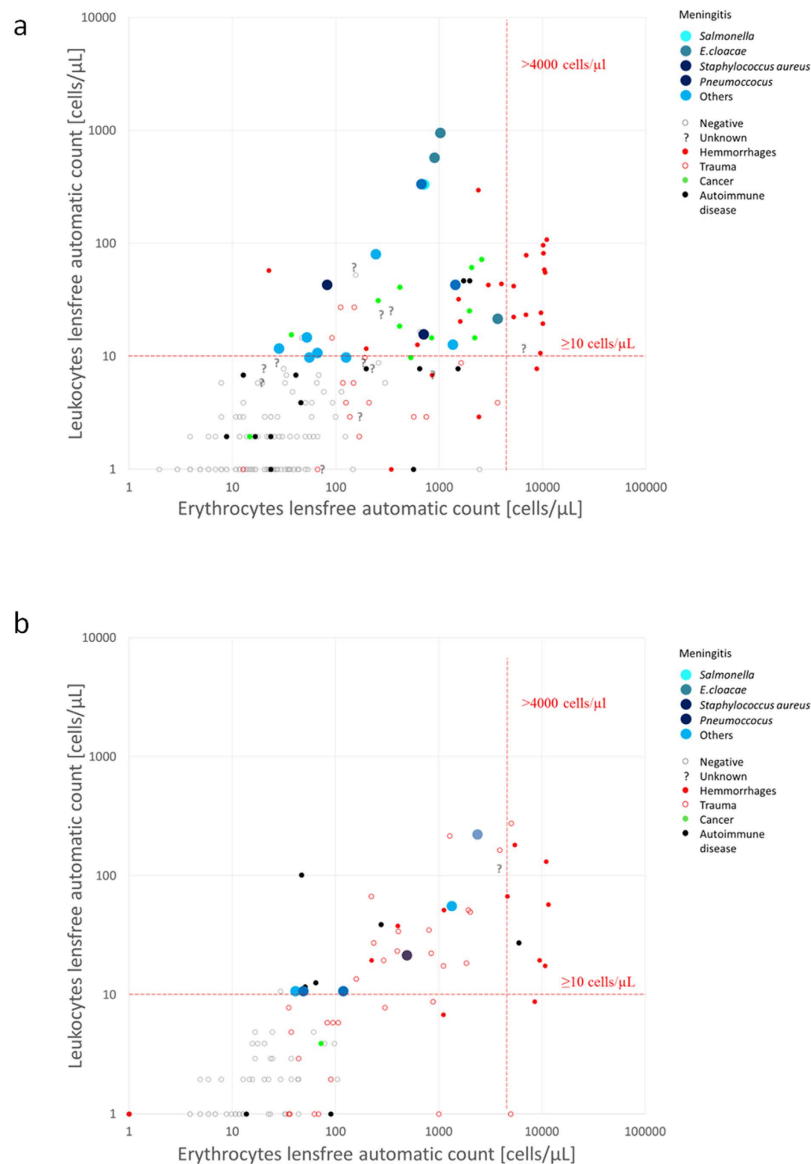 a
10000
1000
100
10
1
1
10
100
1000
10000
100000
Leukocytes lensfree automatic count [cells/µL]
Erythrocytes lensfree automatic count [cells/µL]
>4000 cells/µl
≥10 cells/µL
? ? ? ? ? ? ? ? ? ? ? ? ?
Meningitis
Salmonella
E.cloacae
Staphylococcus aureus
Pneumoccocus
Others
Negative
? Unknown
Hemmorrhages
Trauma
Cancer
Autoimmune
disease
b
10000
1000
100
10
1
1
10
100
1000
10000
100000
Leukocytes lensfree automatic count [cells/µL]
Erythrocytes lensfree automatic count [cells/µL]
>4000 cells/µl
≥10 cells/µL
?
Meningitis
Salmonella
E.cloacae
Staphylococcus aureus
Pneumoccocus
Others
Negative
? Unknown
Hemmorrhages
Trauma
Cancer
Autoimmune
disease